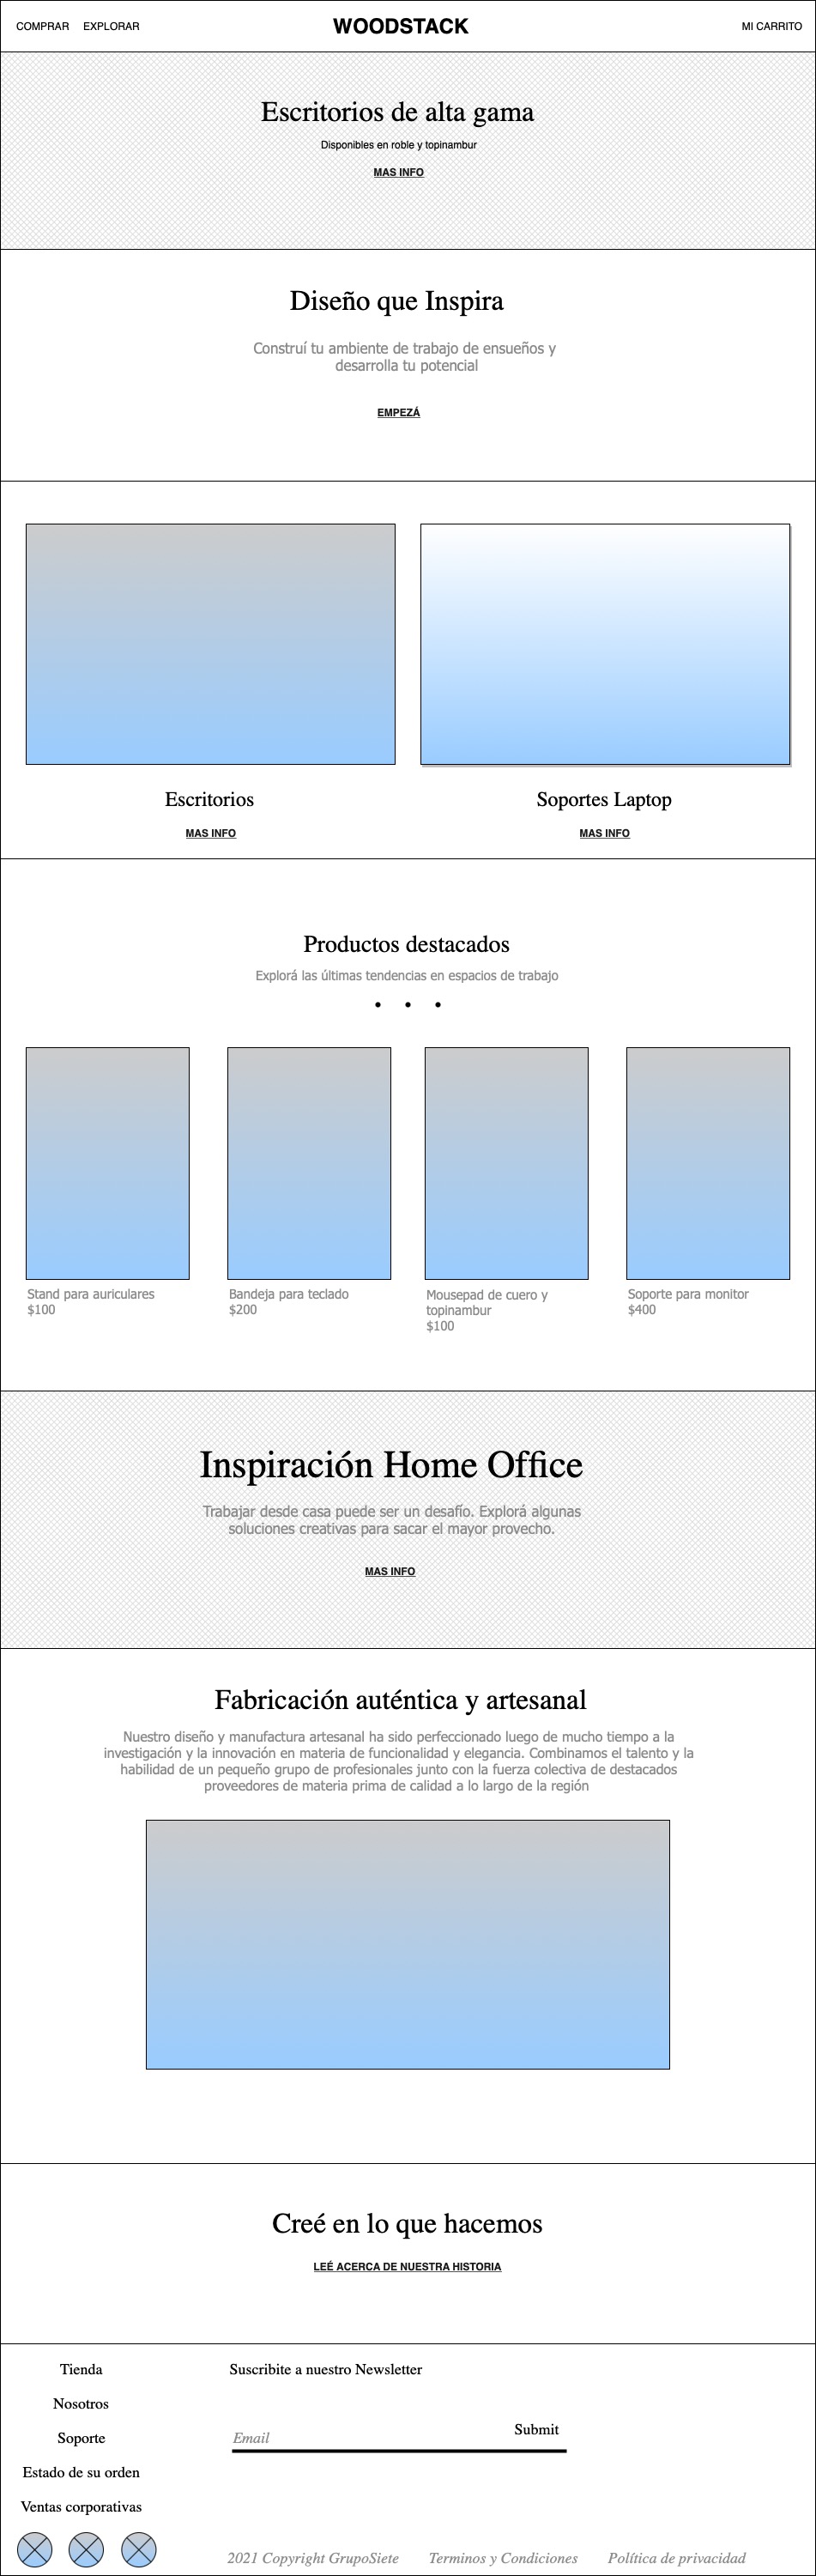 COMPRAR EXPLORAR WOODSTACK MI CARRITO
Escritorios de alta gama
Disponibles en roble y topinambur
MAS INFO
Diseño que Inspira
Construí tu ambiente de trabajo de ensueños y
desarrolla tu potencial
EMPEZÁ
Escritorios
MAS INFO
Soportes Laptop
MAS INFO
Productos destacados
Explorá las últimas tendencias en espacios de trabajo
Stand para auriculares
$100
Bandeja para teclado
$200
Mousepad de cuero y
topinambur
$100
Soporte para monitor
$400
Inspiración Home Office
Trabajar desde casa puede ser un desafío. Explorá algunas
soluciones creativas para sacar el mayor provecho.
MAS INFO
Fabricación auténtica y artesanal
Nuestro diseño y manufactura artesanal ha sido perfeccionado luego de mucho tiempo a la
investigación y la innovación en materia de funcionalidad y elegancia. Combinamos el talento y la
habilidad de un pequeño grupo de profesionales junto con la fuerza colectiva de destacados
proveedores de materia prima de calidad a lo largo de la región
Creé en lo que hacemos
LEÉ ACERCA DE NUESTRA HISTORIA
Tienda
Nosotros
Soporte
Estado de su orden
Ventas corporativas
Suscribite a nuestro Newsletter
Email
Submit
2021 Copyright GrupoSiete Terminos y Condiciones Política de privacidad